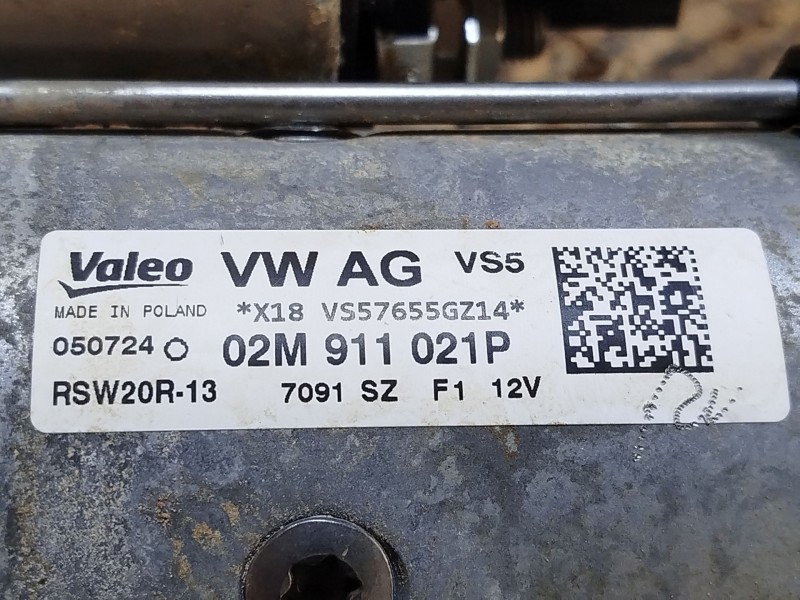 Valeo VW AG VS5
MADE IN POLAND *X18 VS57655GZ14*
050724 02M 911 021P
RSW20R-13 7091 SZ F1 12V